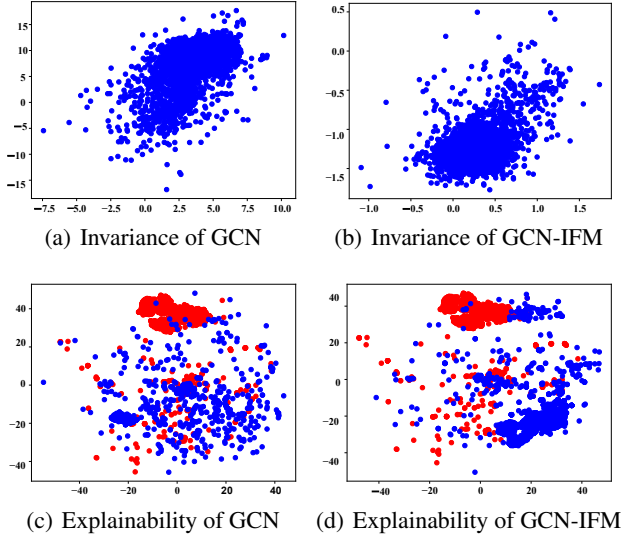 15
10
5
0
−5
−10
−15
−7.5 −5.0 −2.5 0.0 2.5 5.0 7.5 10.0
(a) Invariance of GCN
0.5
0.0
−0.5
−1.0
−1.5
−1.0 −0.5 0.0 0.5 1.0 1.5
(b) Invariance of GCN-IFM
40
20
0
−20
−40
−40 −20 0 20 40
(c) Explainability of GCN
40
20
0
−20
−40
−40 −20 0 20 40
(d) Explainability of GCN-IFM